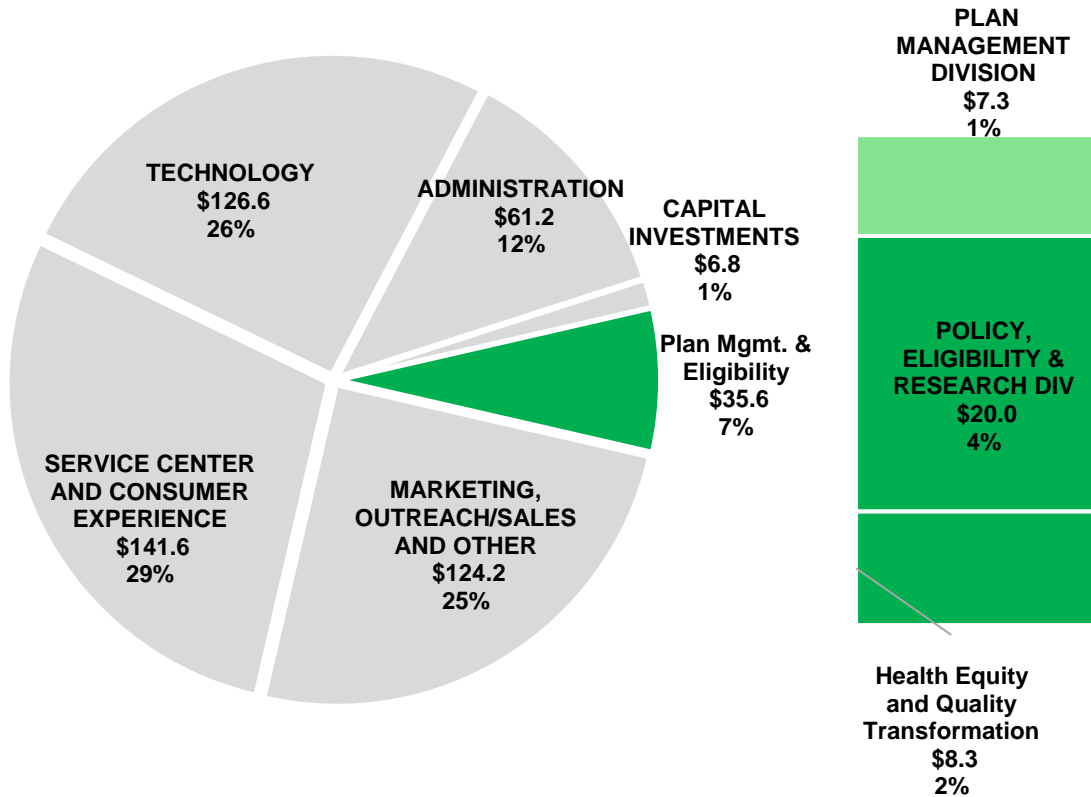 TECHNOLOGY
$126.6
26%
ADMINISTRATION
$61.2
12%
CAPITAL
INVESTMENTS
$6.8
1%
Plan Mgmt. &
Eligibility
$35.6
7%
MARKETING,
OUTREACH/SALES
AND OTHER
$124.2
25%
SERVICE CENTER
AND CONSUMER
EXPERIENCE
$141.6
29%
PLAN
MANAGEMENT
DIVISION
$7.3
1%
POLICY,
ELIGIBILITY &
RESEARCH DIV
$20.0
4%
Health Equity
and Quality
Transformation
$8.3
2%